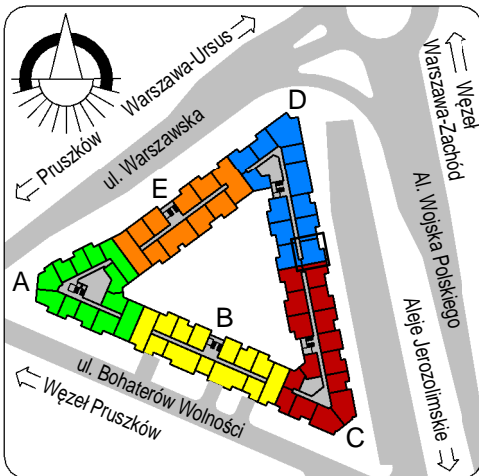 Warszawa-Ursus
Pruszków
ul. Warszawska
Węzeł
Warszawa-Zachód
Al. Wojska Polskiego
Aleje Jerozolimskie
D
E
A
B
C
ul. Bohaterów Wolności
Węzeł Pruszków